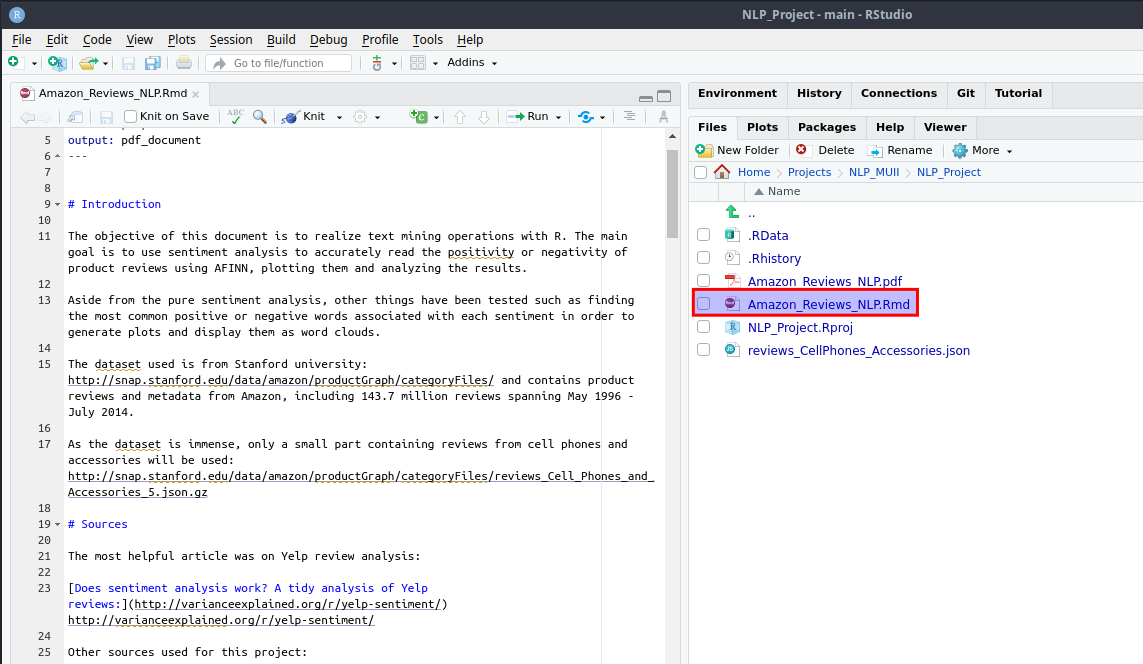 NLP_Project - main - RStudio
File Edit Code View Plots Session Build Debug Profile Tools Help
Go to file/function Addins
Amazon_Reviews_NLP.Rmd
Knit on Save ABC Knit Run
5 output: pdf_document
6 ---
7
8
9 # Introduction
10
11 The objective of this document is to realize text mining operations with R. The main
goal is to use sentiment analysis to accurately read the positivity or negativity of
product reviews using AFINN, plotting them and analyzing the results.
12
13 Aside from the pure sentiment analysis, other things have been tested such as finding
the most common positive or negative words associated with each sentiment in order to
generate plots and display them as word clouds.
14
15 The dataset used is from Stanford university:
http://snap.stanford.edu/data/amazon/productGraph/categoryFiles/ and contains product
reviews and metadata from Amazon, including 143.7 million reviews spanning May 1996 -
July 2014.
16
17 As the dataset is immense, only a small part containing reviews from cell phones and
accessories will be used:
http://snap.stanford.edu/data/amazon/productGraph/categoryFiles/reviews_Cell_Phones_and_
Accessories_5.json.gz
18
19 # Sources
20
21 The most helpful article was on Yelp review analysis:
22
23 [Does sentiment analysis work? A tidy analysis of Yelp
reviews:](http://varianceexplained.org/r/yelp-sentiment/)
http://varianceexplained.org/r/yelp-sentiment/
24
25 Other sources used for this project:
Environment History Connections Git Tutorial
Files Plots Packages Help Viewer
New Folder Delete Rename More
Home Projects NLP_MUII NLP_Project
Name
..
.RData
.Rhistory
Amazon_Reviews_NLP.pdf
Amazon_Reviews_NLP.Rmd
NLP_Project.Rproj
reviews_CellPhones_Accessories.json